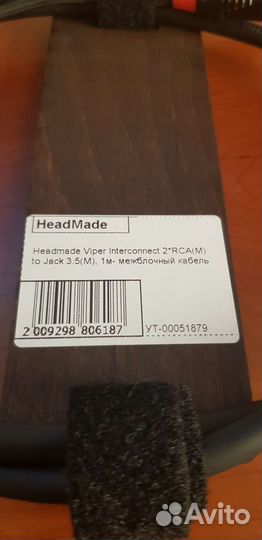 HeadMade
Headmade Viper Interconnect 2*RCA(M)
to Jack 3.5(M), 1м- межблочный кабель
2 009298 806187
УТ-00051879
Avito